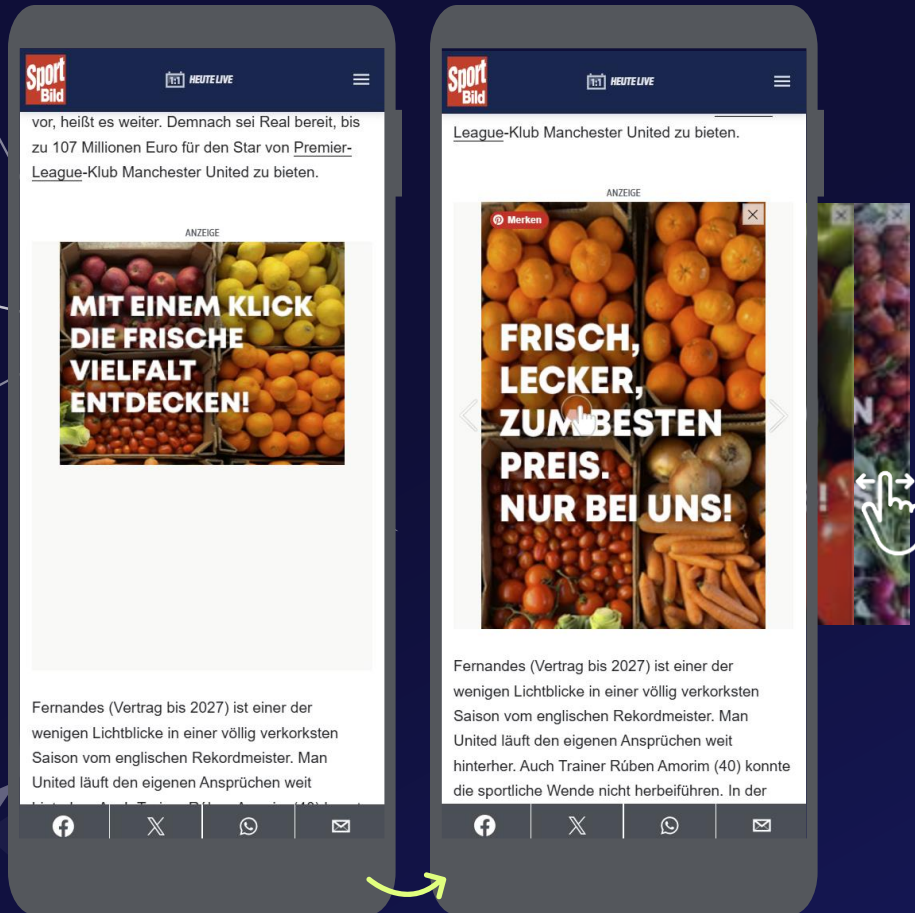 Sport
Bild
1:1 HEUTE LIVE
vor, heißt es weiter. Demnach sei Real bereit, bis
zu 107 Millionen Euro für den Star von Premier-
League-Klub Manchester United zu bieten.
ANZEIGE
MIT EINEM KLICK
DIE FRISCHE
VIELFALT
ENTDECKEN!
Fernandes (Vertrag bis 2027) ist einer der
wenigen Lichtblicke in einer völlig verkorksten
Saison vom englischen Rekordmeister. Man
United läuft den eigenen Ansprüchen weit
Sport
Bild
1:1 HEUTE LIVE
League-Klub Manchester United zu bieten.
ANZEIGE
Merken
FRISCH,
LECKER,
ZUM BESTEN
PREIS.
NUR BEI UNS!
Fernandes (Vertrag bis 2027) ist einer der
wenigen Lichtblicke in einer völlig verkorksten
Saison vom englischen Rekordmeister. Man
United läuft den eigenen Ansprüchen weit
hinterher. Auch Trainer Rúben Amorim (40) konnte
die sportliche Wende nicht herbeiführen. In der